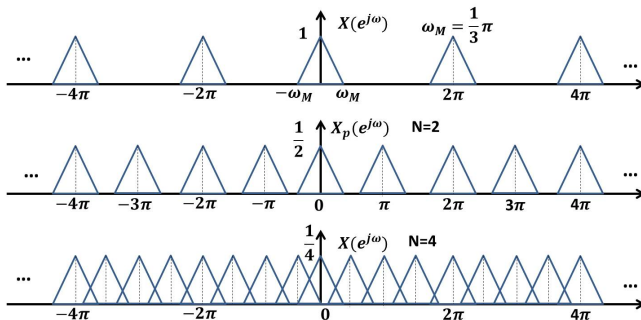 1 X(e^{jω}) ω_M = 1/3 π
... ...
−4π −2π −ω_M ω_M 2π 4π
1/2 X_p(e^{jω}) N=2
... ...
−4π −3π −2π −π 0 π 2π 3π 4π
1/4 X(e^{jω}) N=4
... ...
−4π −2π 0 2π 4π